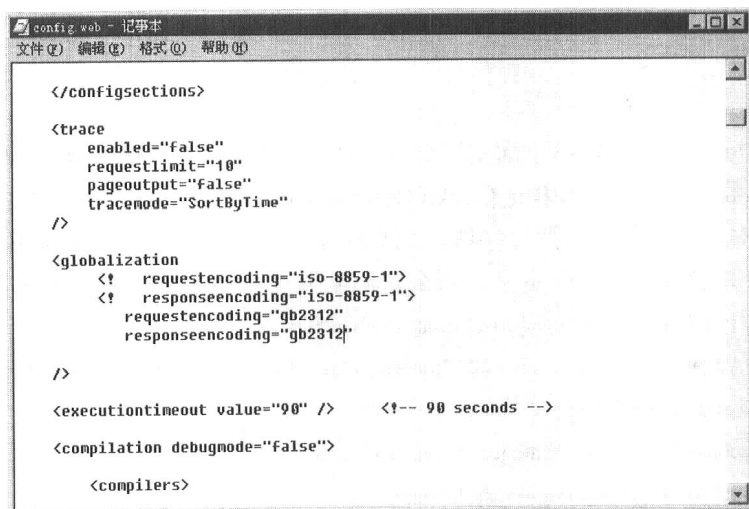 config.web - 记事本
文件(F) 编辑(E) 格式(O) 帮助(H)
</configsections>
<trace
enabled="false"
requestlimit="10"
pageoutput="false"
tracemode="SortByTime"
/>
<globalization
<! requestencoding="iso-8859-1">
<! responseencoding="iso-8859-1">
requestencoding="gb2312"
responseencoding="gb2312"
/>
<executiontimeout value="90" /> <!-- 90 seconds -->
<compilation debugmode="false">
<compilers>